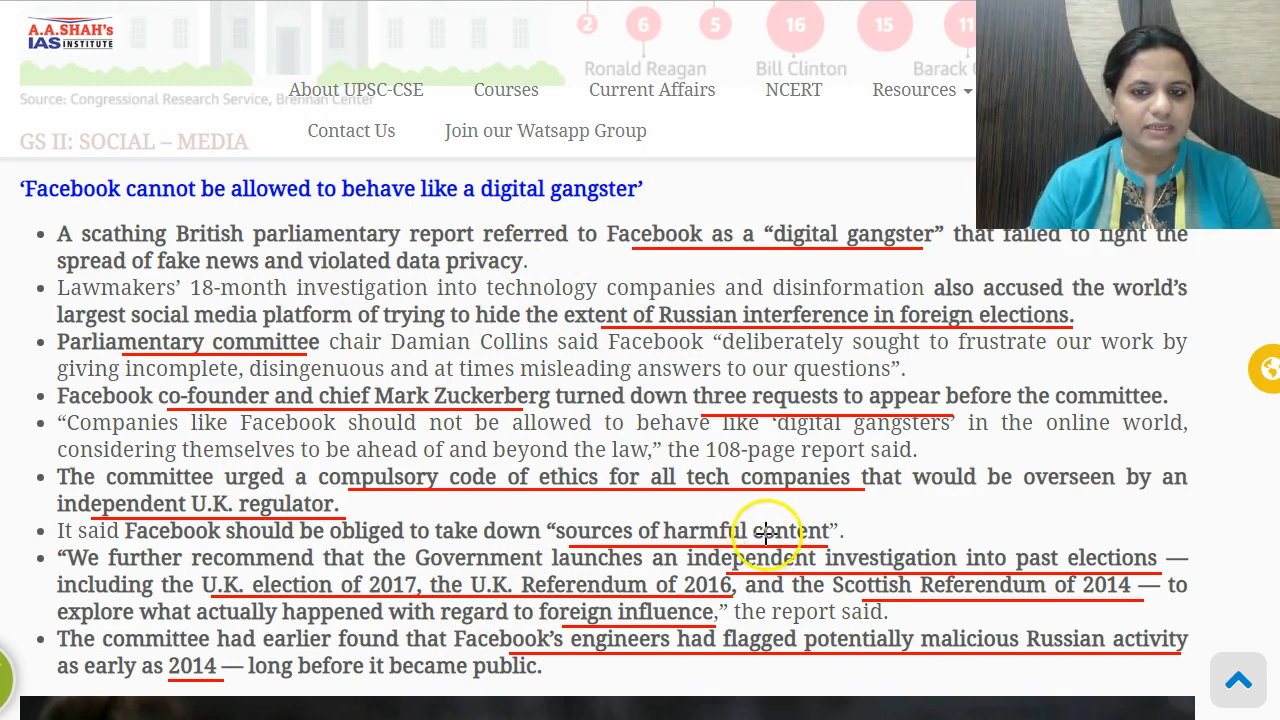 A.A.SHAH's
IAS INSTITUTE
2 6 5 16 15 11
Ronald Reagan Bill Clinton Barack
About UPSC-CSE Courses Current Affairs NCERT Resources
Source: Congressional Research Service, Brennan Center
Contact Us Join our Watsapp Group
GS II: SOCIAL – MEDIA
‘Facebook cannot be allowed to behave like a digital gangster’
• A scathing British parliamentary report referred to Facebook as a “digital gangster” that failed to fight the
spread of fake news and violated data privacy.
• Lawmakers’ 18-month investigation into technology companies and disinformation also accused the world’s
largest social media platform of trying to hide the extent of Russian interference in foreign elections.
• Parliamentary committee chair Damian Collins said Facebook “deliberately sought to frustrate our work by
giving incomplete, disingenuous and at times misleading answers to our questions”.
• Facebook co-founder and chief Mark Zuckerberg turned down three requests to appear before the committee.
• “Companies like Facebook should not be allowed to behave like ‘digital gangsters’ in the online world,
considering themselves to be ahead of and beyond the law,” the 108-page report said.
• The committee urged a compulsory code of ethics for all tech companies that would be overseen by an
independent U.K. regulator.
• It said Facebook should be obliged to take down “sources of harmful content”.
• “We further recommend that the Government launches an independent investigation into past elections —
including the U.K. election of 2017, the U.K. Referendum of 2016, and the Scottish Referendum of 2014 — to
explore what actually happened with regard to foreign influence,” the report said.
• The committee had earlier found that Facebook’s engineers had flagged potentially malicious Russian activity
as early as 2014 — long before it became public.